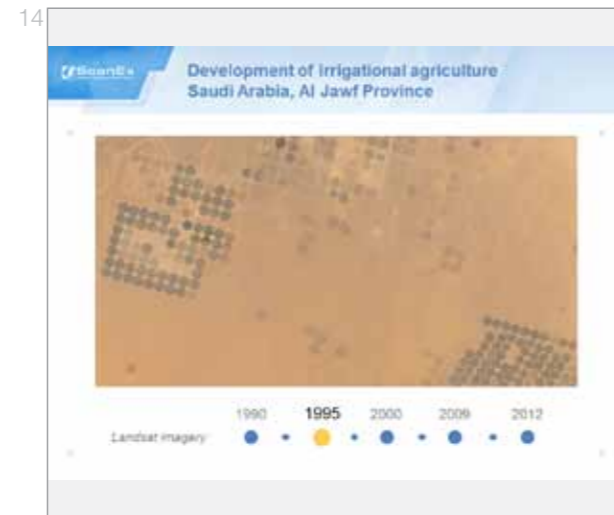 14
ScanEx
Development of irrigational agriculture
Saudi Arabia, Al Jawf Province
1990 1995 2000 2009 2012
Landsat imagery